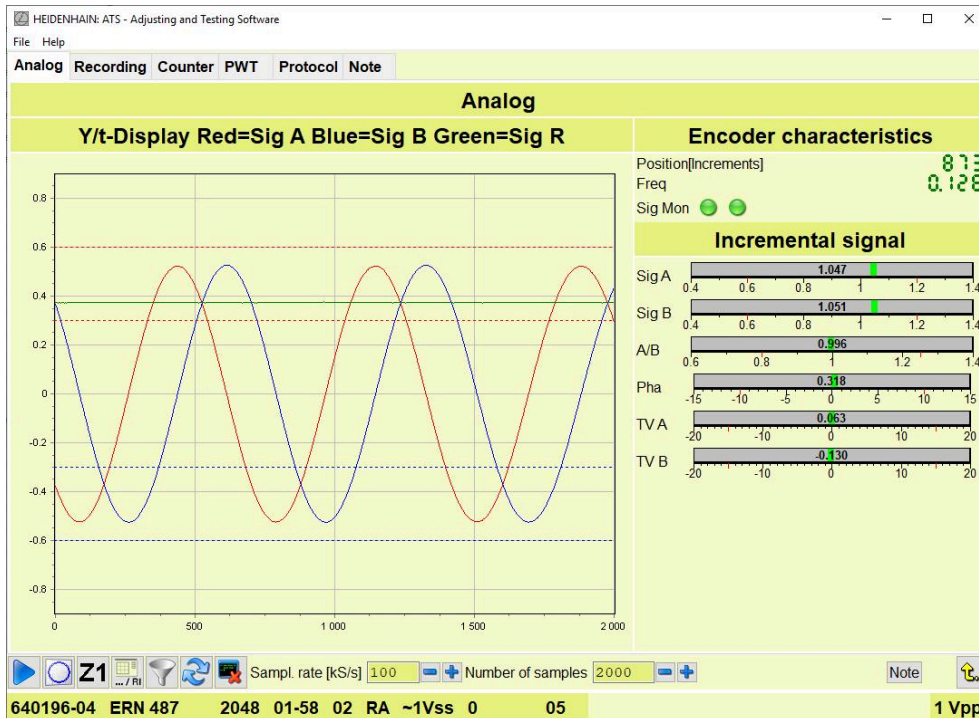 HEIDENHAIN: ATS - Adjusting and Testing Software
File Help
Analog Recording Counter PWT Protocol Note
Analog
Y/t-Display Red=Sig A Blue=Sig B Green=Sig R
Encoder characteristics
Position[Increments] 873
Freq 0.126
Sig Mon
Incremental signal
Sig A 1.047
0.4 0.6 0.8 1 1.2 1.4
Sig B 1.051
0.4 0.6 0.8 1 1.2 1.4
A/B 0.996
0.6 0.8 1 1.2 1.4
Pha 0.318
-15 -10 -5 0 5 10 15
TV A 0.063
-20 -10 0 10 20
TV B -0.130
-20 -10 0 10 20
0.8
0.6
0.4
0.2
0
-0.2
-0.4
-0.6
-0.8
0 500 1 000 1 500 2 000
Z1 ... / RI Sampl. rate [kS/s] 100 Number of samples 2000 Note
640196-04 ERN 487 2048 01-58 02 RA ~1Vss 0 05 1 Vpp